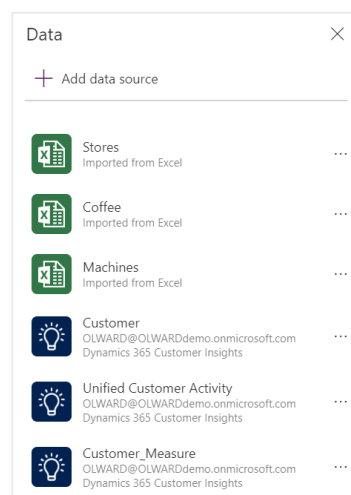 Data
Add data source
Stores
Imported from Excel
Coffee
Imported from Excel
Machines
Imported from Excel
Customer
OLWARD@OLWARDdemo.onmicrosoft.com
Dynamics 365 Customer Insights
Unified Customer Activity
OLWARD@OLWARDdemo.onmicrosoft.com
Dynamics 365 Customer Insights
Customer_Measure
OLWARD@OLWARDdemo.onmicrosoft.com
Dynamics 365 Customer Insights